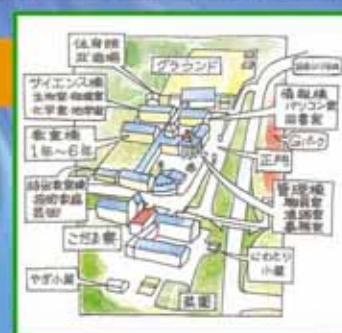 体育館
武道場
グラウンド
サイエンス棟
生物室・物理室
化学室・地学室
情報棟
パソコン室
図書室
教室棟
1年〜6年
正門
管理棟
職員室
進路室
事務室
特別教室棟
技術家庭
芸術
こだま寮
にわとり
小屋
やぎ小屋
農園